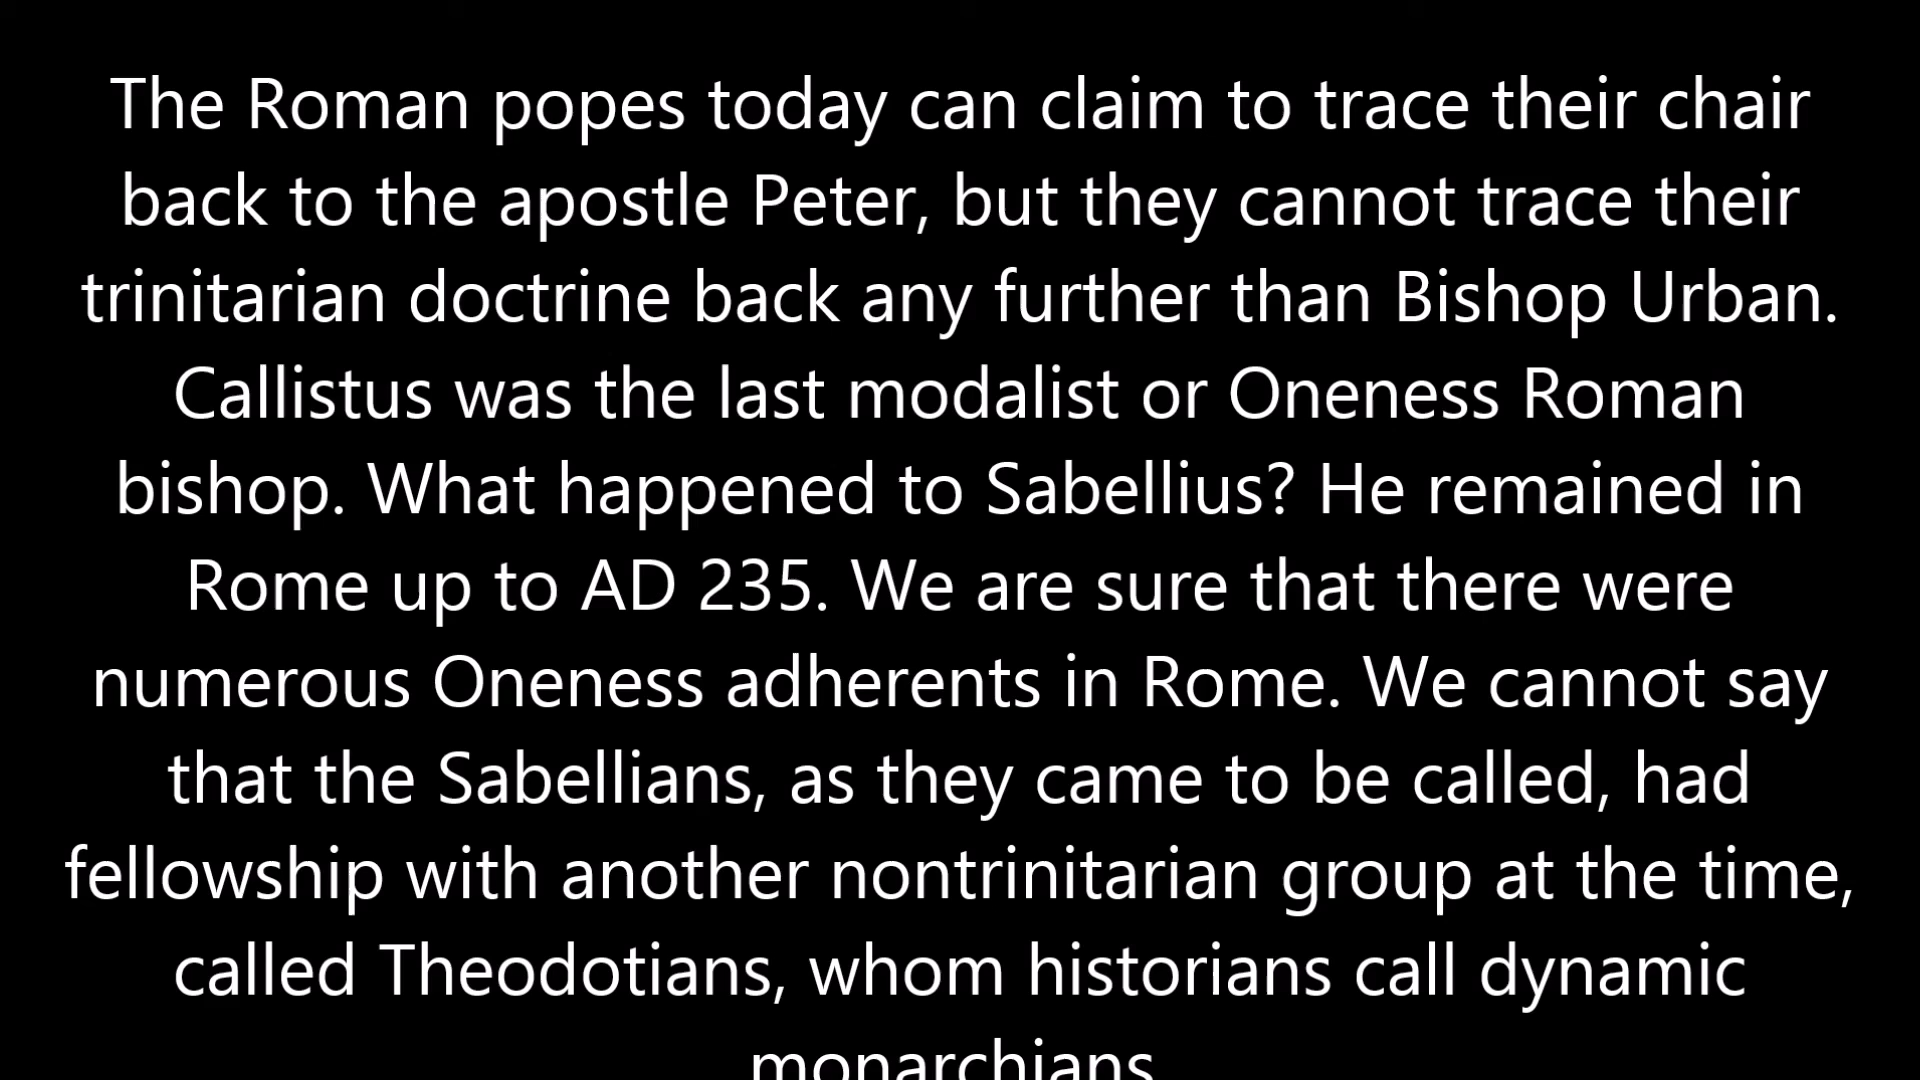 The Roman popes today can claim to trace their chair
back to the apostle Peter, but they cannot trace their
trinitarian doctrine back any further than Bishop Urban.
Callistus was the last modalist or Oneness Roman
bishop. What happened to Sabellius? He remained in
Rome up to AD 235. We are sure that there were
numerous Oneness adherents in Rome. We cannot say
that the Sabellians, as they came to be called, had
fellowship with another nontrinitarian group at the time,
called Theodotians, whom historians call dynamic
monarchians.